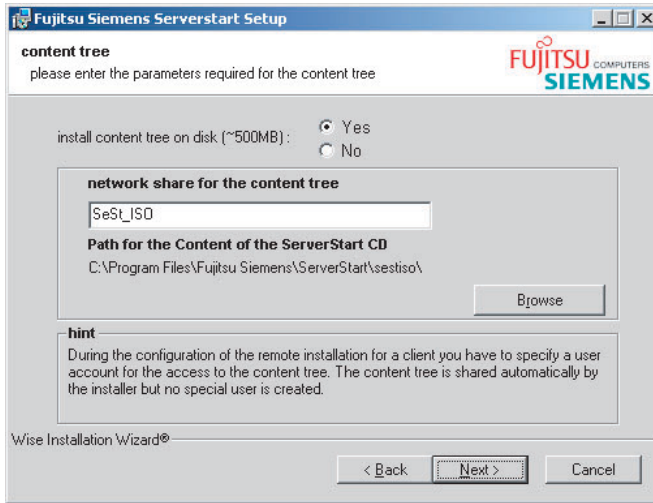 Fujitsu Siemens Serverstart Setup
content tree
please enter the parameters required for the content tree
FUJITSU COMPUTERS
SIEMENS
install content tree on disk (~500MB) :
Yes
No
network share for the content tree
SeSt_ISO
Path for the Content of the ServerStart CD
C:\Program Files\Fujitsu Siemens\ServerStart\sestiso\
Browse
hint
During the configuration of the remote installation for a client you have to specify a user
account for the access to the content tree. The content tree is shared automatically by
the installer but no special user is created.
Wise Installation Wizard®
< Back
Next >
Cancel